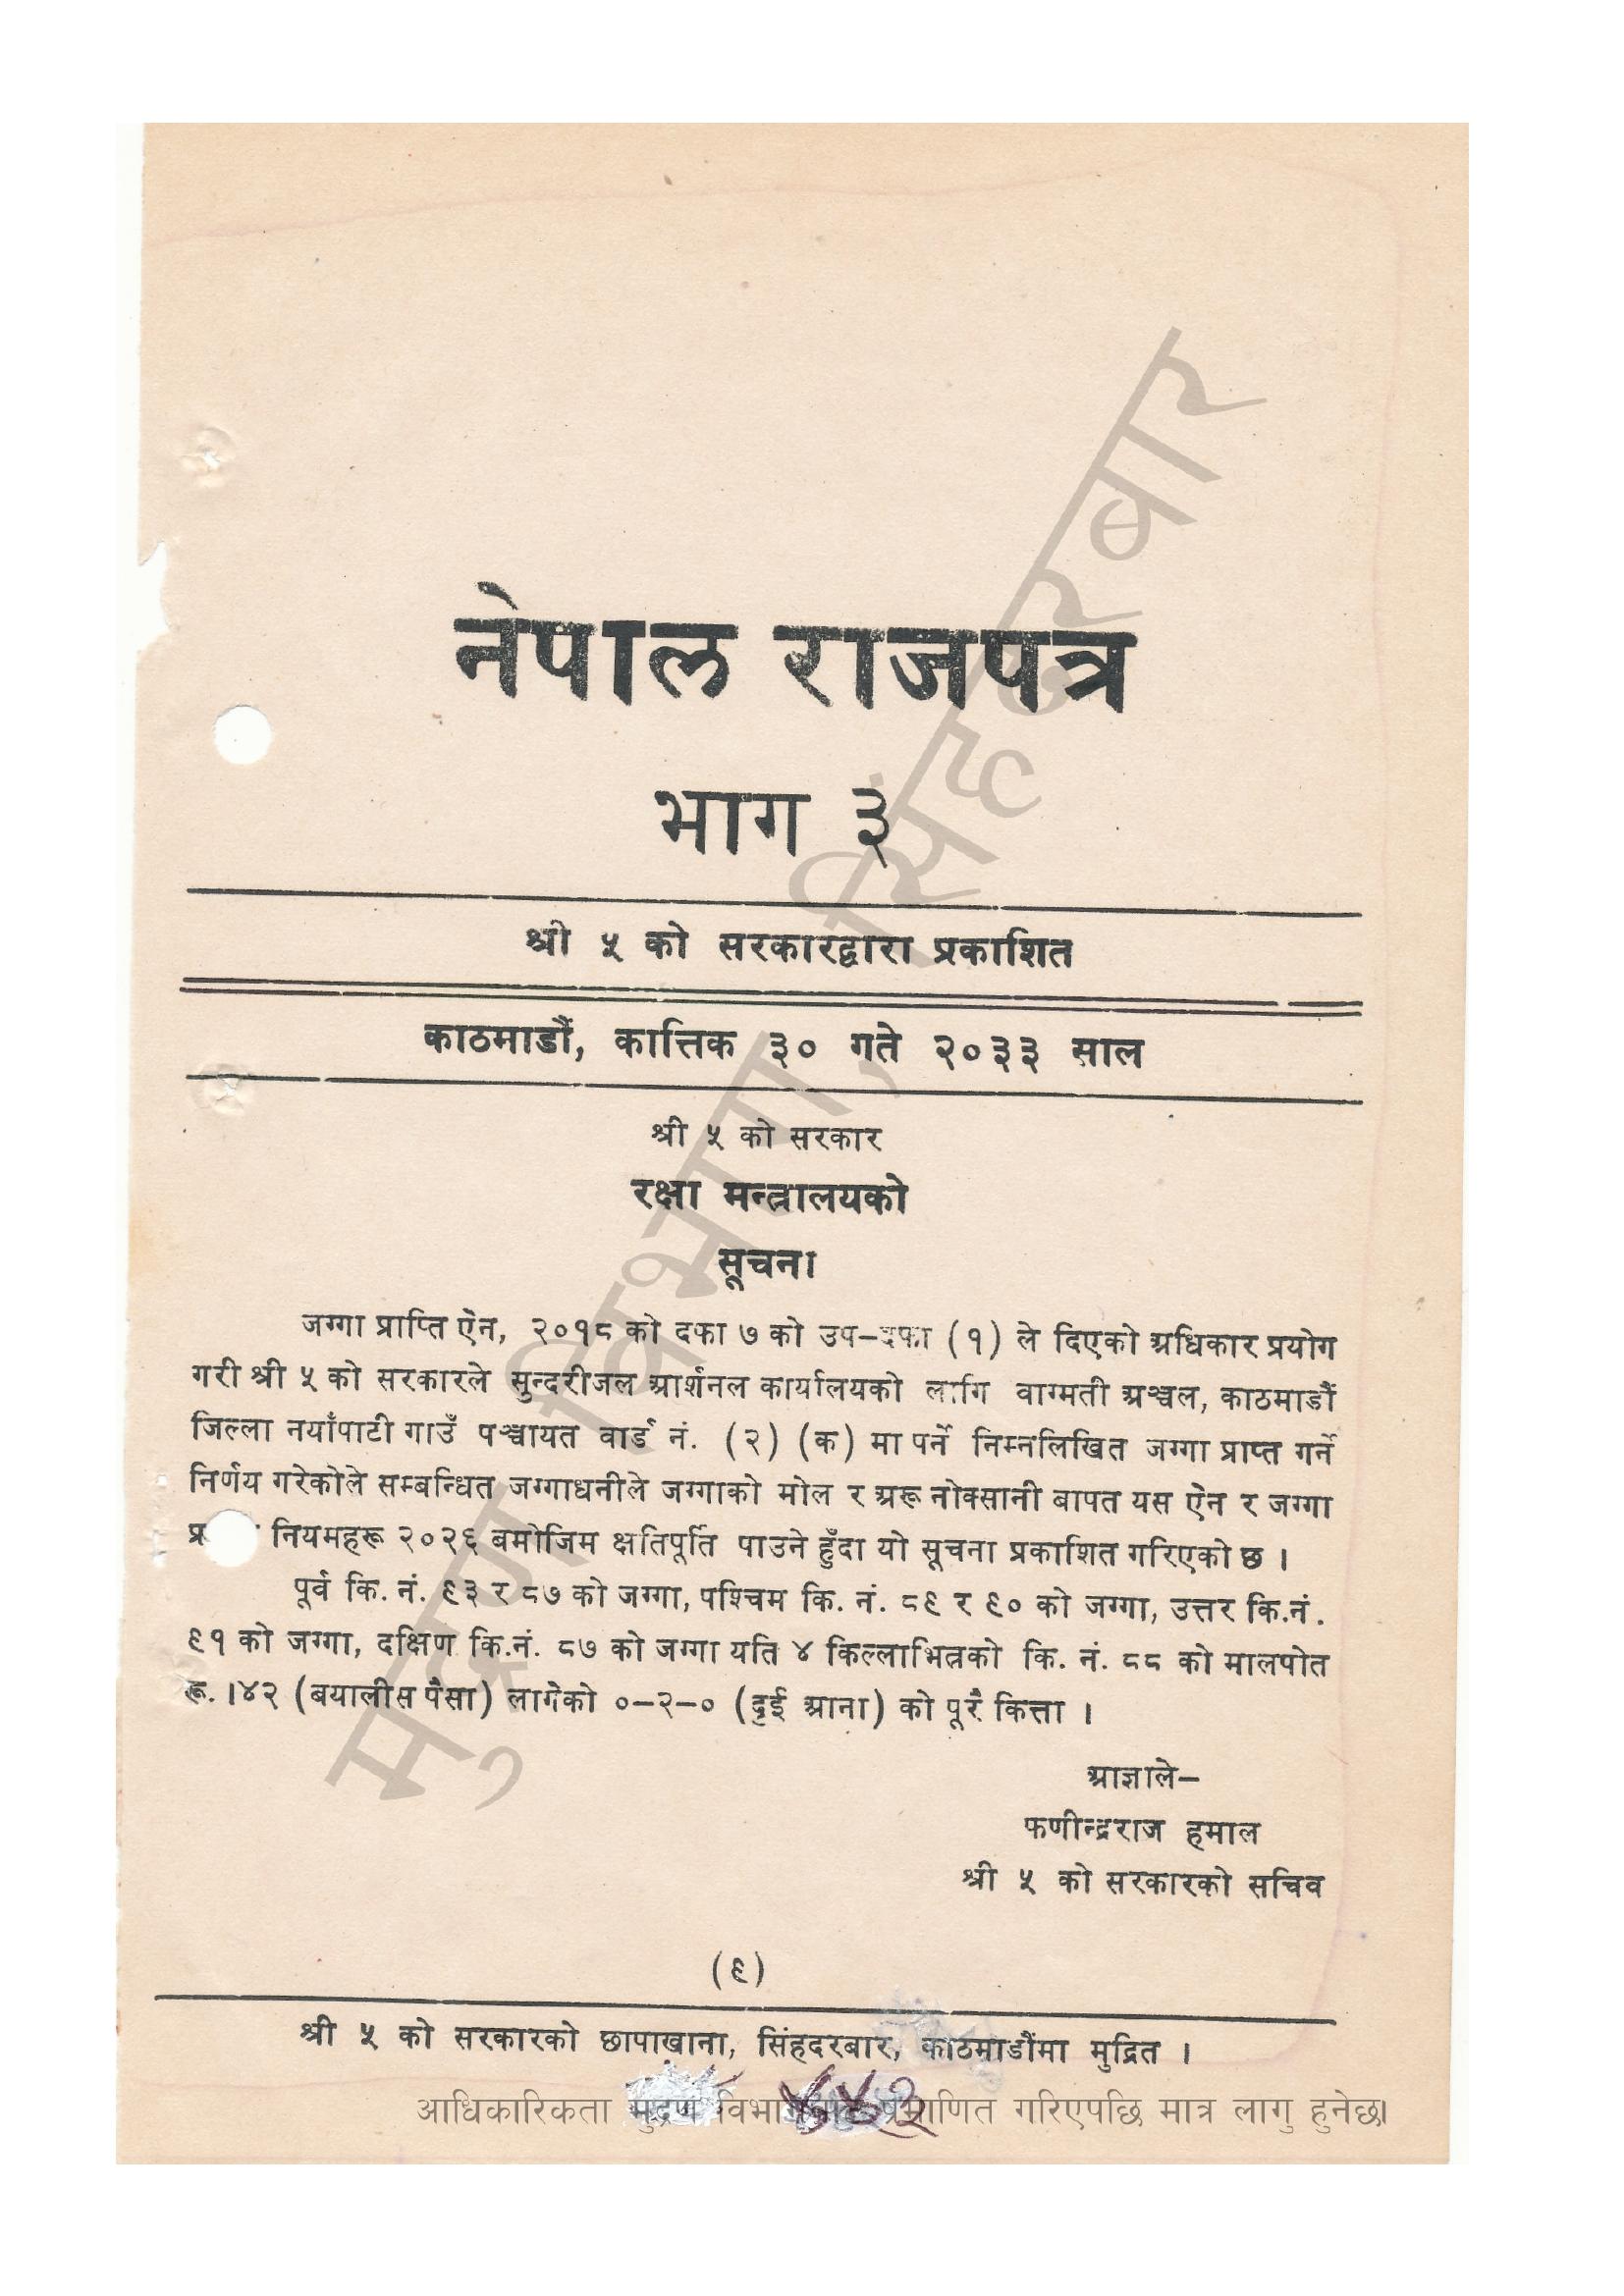 नेपाल राजपत्र
भाग ३
श्री ५ को सरकारद्वारा प्रकाशित
काठमाडौं, कात्तिक ३० गते २०३३ साल
श्री ५ को सरकार
रक्षा मन्त्रालयको
सूचना
जग्गा प्राप्ति ऐन, २०१८ को दफा ७ को उप-दफा (१) ले दिएको अधिकार प्रयोग
गरी श्री ५ को सरकारले सुन्दरीजल आर्शनल कार्यालयको लागि वाग्मती अञ्चल, काठमाडौं
जिल्ला नयाँपाटी गाउँ पञ्चायत वार्ड नं. (२) (क) मा पर्ने निम्नलिखित जग्गा प्राप्त गर्ने
निर्णय गरेकोले सम्बन्धित जग्गाधनीले जग्गाको मोल र अरू नोक्सानी बापत यस ऐन र जग्गा
नियमहरू २०२६ बमोजिम क्षतिपूर्ति पाउने हुँदा यो सूचना प्रकाशित गरिएको छ ।
पूर्व कि. नं. ९३ र ८७ को जग्गा, पश्चिम कि. नं. ८९ र ९० को जग्गा, उत्तर कि.नं.
९१ को जग्गा, दक्षिण कि.नं. ८७ को जग्गा यति ४ किल्लाभित्रको कि. नं. ८८ को मालपोत
रू. ।४२ (बयालीस पैसा) लागेको ०-२-० (दुई आना) को पूरै कित्ता ।
आज्ञाले-
फणीन्द्रराज हमाल
श्री ५ को सरकारको सचिव
(९)
श्री ५ को सरकारको छापाखाना, सिंहदरबार, काठमाडौंमा मुद्रित ।
४४२
आधिकारिकता मुद्रण विभागबाट प्रमाणित गरिएपछि मात्र लागु हुनेछ।
मुद्रण विभाग, सिंहदरबार